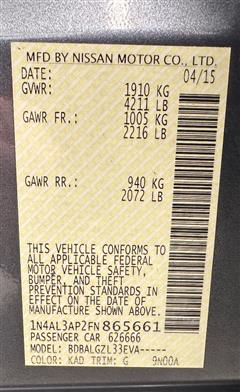 MFD BY NISSAN MOTOR CO., LTD.
DATE: 04/15
GVWR: 1910 KG
4211 LB
GAWR FR.: 1005 KG
2216 LB
GAWR RR.: 940 KG
2072 LB
THIS VEHICLE CONFORMS TO
ALL APPLICABLE FEDERAL
MOTOR VEHICLE SAFETY,
BUMPER, AND THEFT
PREVENTION STANDARDS IN
EFFECT ON THE DATE OF
MANUFACTURE SHOWN ABOVE.
1N4AL3AP2FN865661
PASSENGER CAR 626666
MODEL: BDBALGZL33EVA-----
COLOR: KAD TRIM: G 9N00A